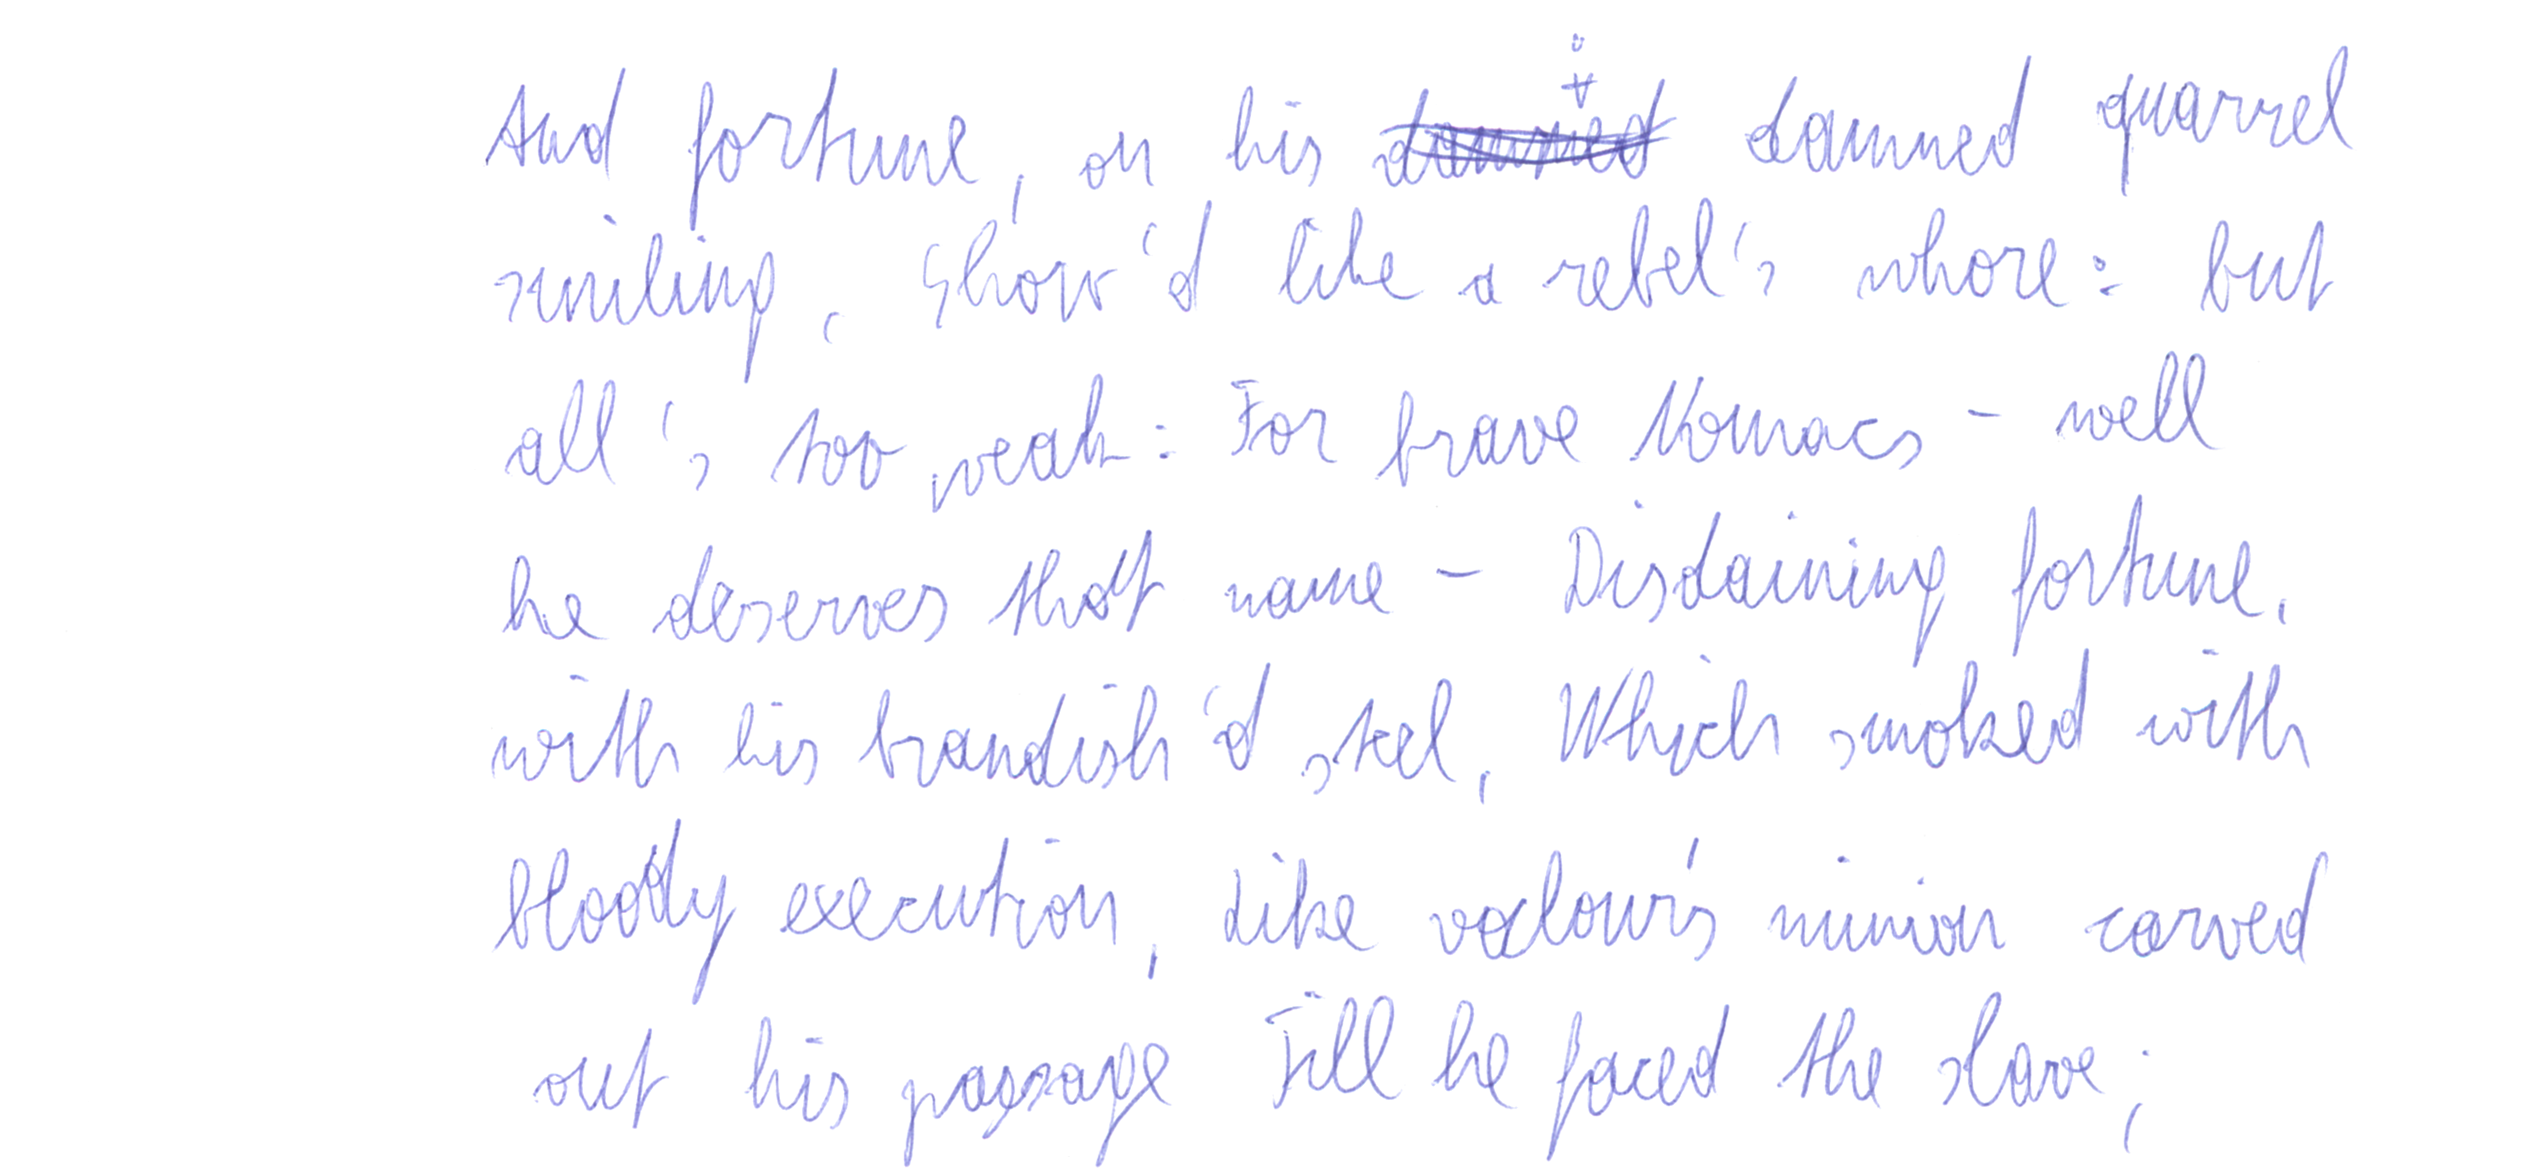 And fortune, on his damned quarrel
smiling, Show'd like a rebel's whore: but
all's too weak: For brave Komacs - well
he deserves that name - Disdaining fortune,
with his brandish'd steel, Which smoked with
bloody execution, Like valour's minion carved
out his passage Till he faced the slave;